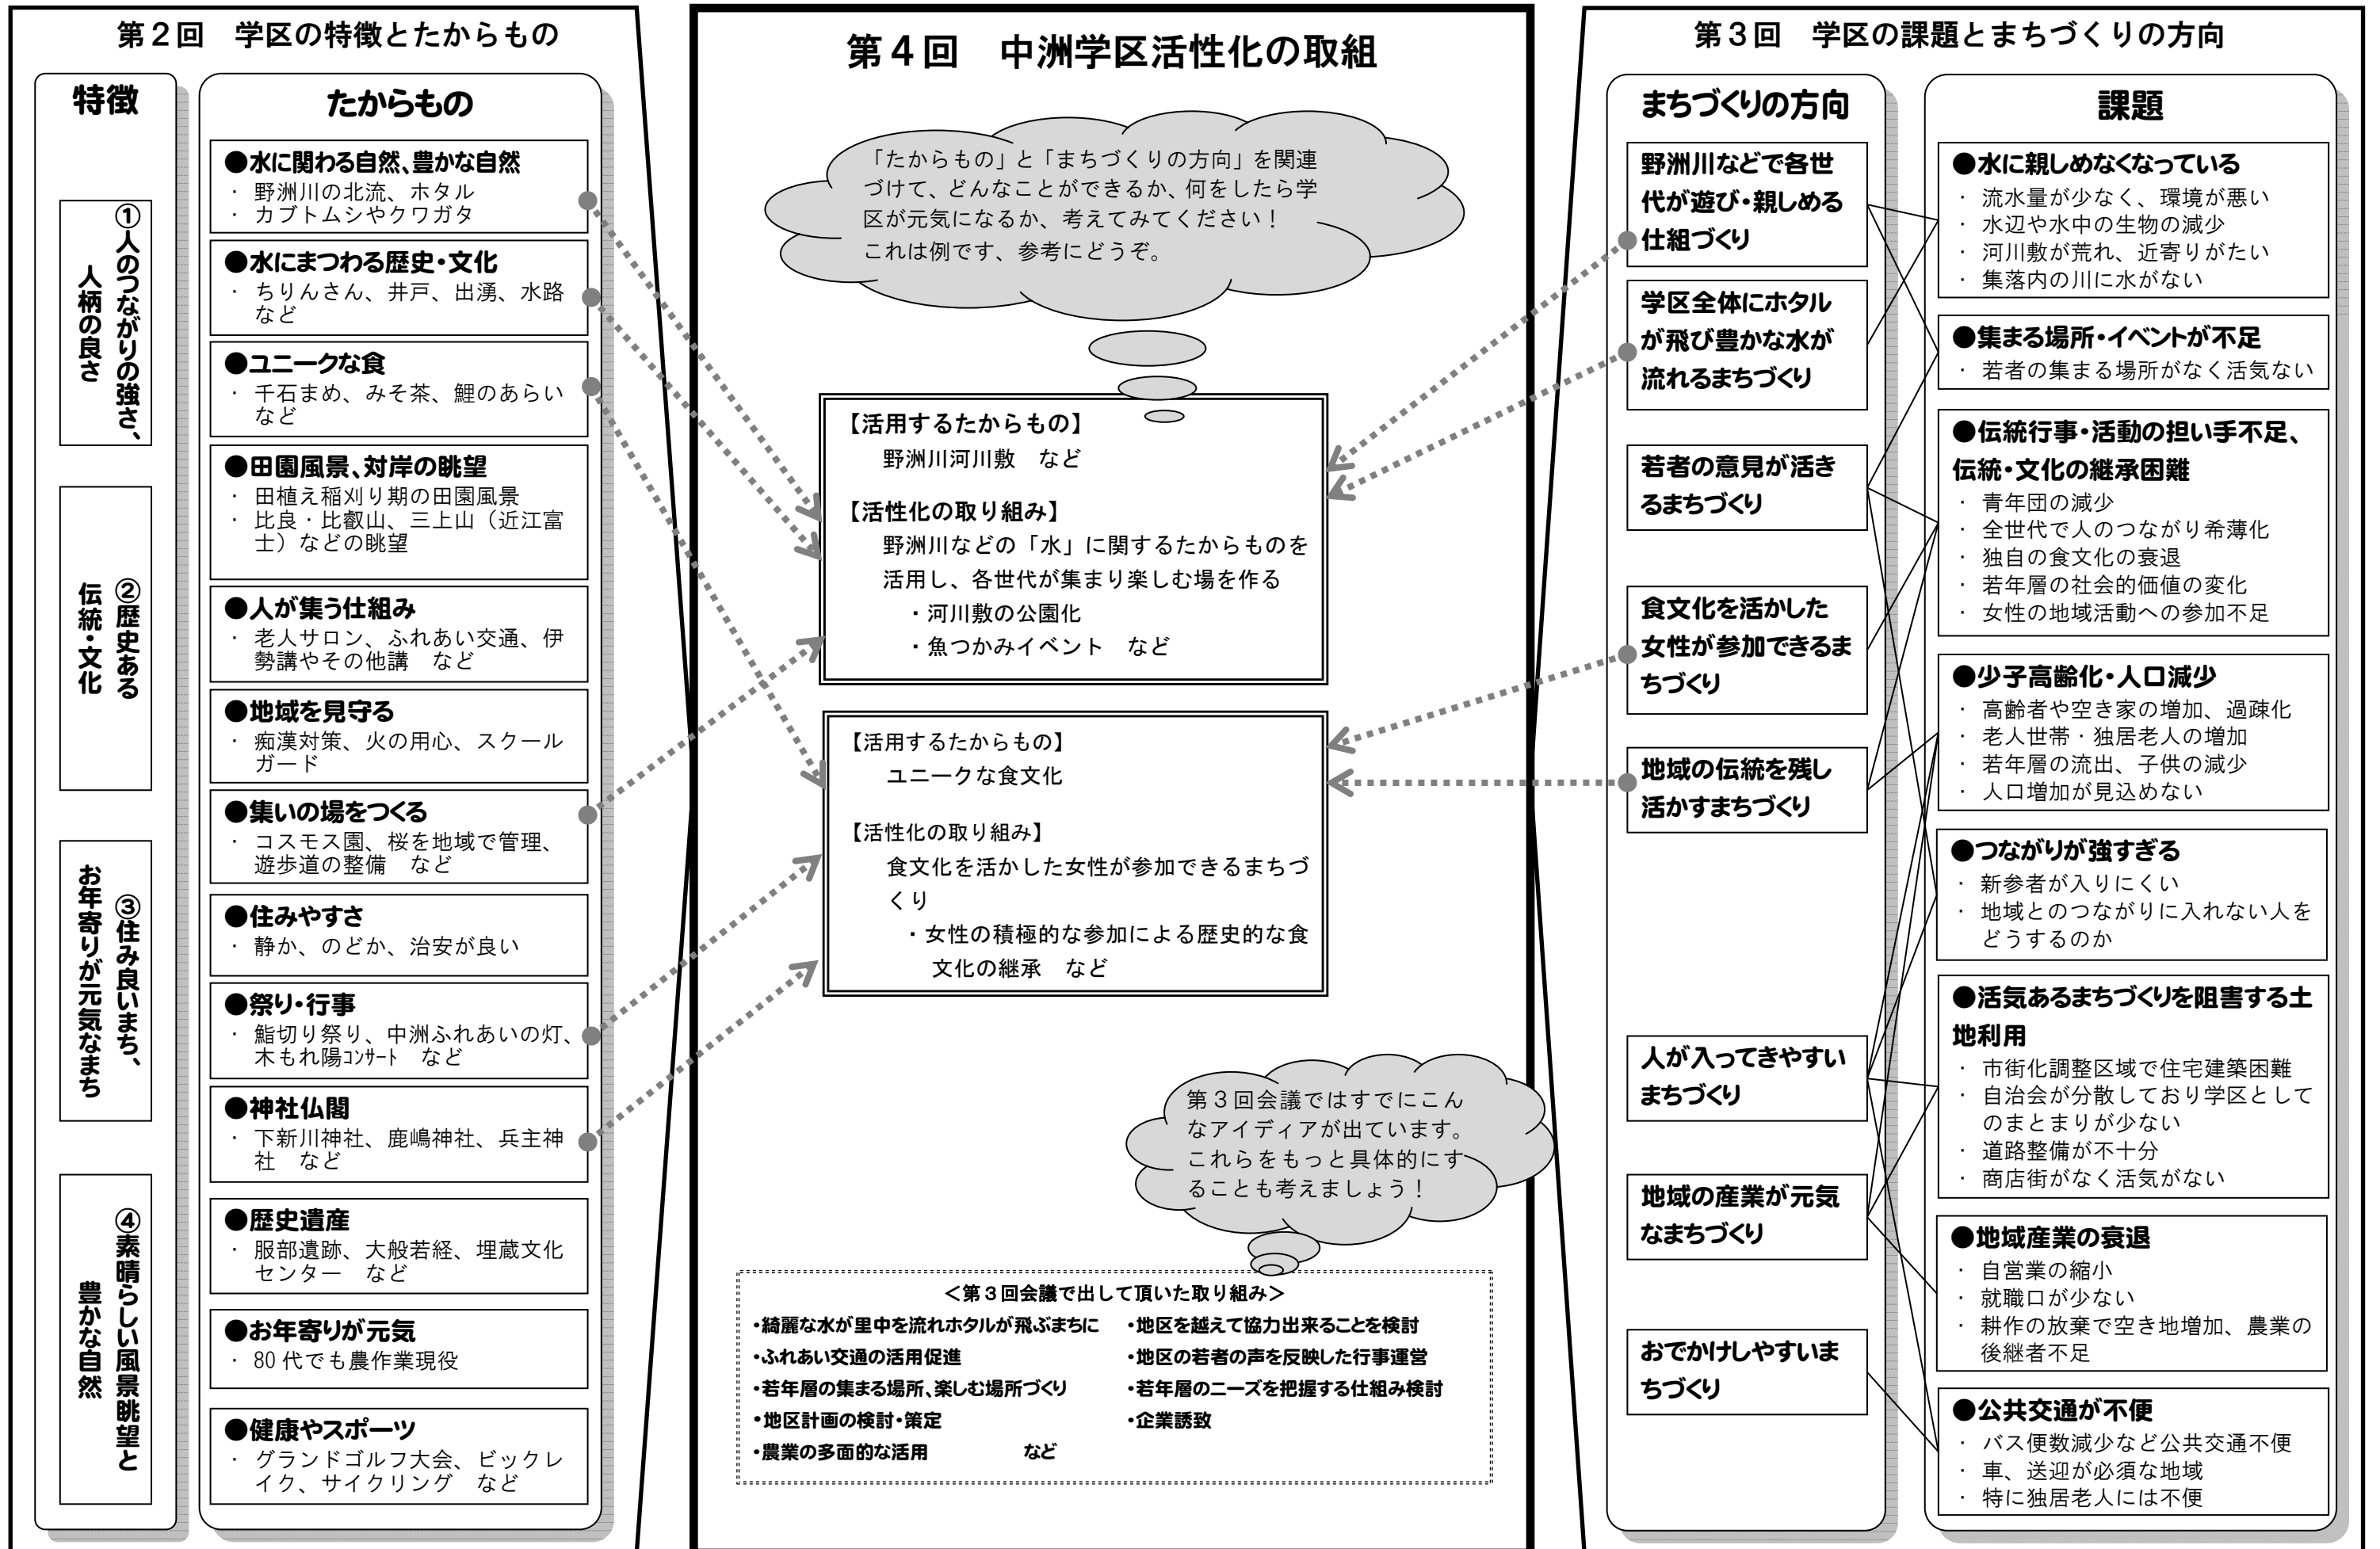 第２回　学区の特徴とたからもの
特徴
①人のつながりの強さ、
人柄の良さ
②歴史ある
伝統・文化
③住み良いまち、
お年寄りが元気なまち
④素晴らしい風景眺望と
豊かな自然
たからもの
●水に関わる自然、豊かな自然
・ 野洲川の北流、ホタル
・ カブトムシやクワガタ
●水にまつわる歴史・文化
・ ちりんさん、井戸、出湧、水路
など
●ユニークな食
・ 千石まめ、みそ茶、鯉のあらい
など
●田園風景、対岸の眺望
・ 田植え稲刈り期の田園風景
・ 比良・比叡山、三上山（近江富
士）などの眺望
●人が集う仕組み
・ 老人サロン、ふれあい交通、伊
勢講やその他講　など
●地域を見守る
・ 痴漢対策、火の用心、スクール
ガード
●集いの場をつくる
・ コスモス園、桜を地域で管理、
遊歩道の整備　など
●住みやすさ
・ 静か、のどか、治安が良い
●祭り・行事
・ 鮨切り祭り、中洲ふれあいの灯、
木もれ陽ｺﾝｻｰﾄ　など
●神社仏閣
・ 下新川神社、鹿嶋神社、兵主神
社　など
●歴史遺産
・ 服部遺跡、大般若経、埋蔵文化
センター　など
●お年寄りが元気
・ 80 代でも農作業現役
●健康やスポーツ
・ グランドゴルフ大会、ビックレ
イク、サイクリング　など
第４回　中洲学区活性化の取組
「たからもの」と「まちづくりの方向」を関連
づけて、どんなことができるか、何をしたら学
区が元気になるか、考えてみてください！
これは例です、参考にどうぞ。
【活用するたからもの】
野洲川河川敷　など
【活性化の取り組み】
野洲川などの「水」に関するたからものを
活用し、各世代が集まり楽しむ場を作る
・河川敷の公園化
・魚つかみイベント　など
【活用するたからもの】
ユニークな食文化
【活性化の取り組み】
食文化を活かした女性が参加できるまちづ
くり
・女性の積極的な参加による歴史的な食
文化の継承　など
第３回会議ではすでにこん
なアイディアが出ています。
これらをもっと具体的にす
ることも考えましょう！
＜第３回会議で出して頂いた取り組み＞
・綺麗な水が里中を流れホタルが飛ぶまちに
・ふれあい交通の活用促進
・若年層の集まる場所、楽しむ場所づくり
・地区計画の検討・策定
・農業の多面的な活用　　　　など
・地区を越えて協力出来ることを検討
・地区の若者の声を反映した行事運営
・若年層のニーズを把握する仕組み検討
・企業誘致
第３回　学区の課題とまちづくりの方向
まちづくりの方向
野洲川などで各世
代が遊び・親しめる
仕組づくり
学区全体にホタル
が飛び豊かな水が
流れるまちづくり
若者の意見が活き
るまちづくり
食文化を活かした
女性が参加できるま
ちづくり
地域の伝統を残し
活かすまちづくり
人が入ってきやすい
まちづくり
地域の産業が元気
なまちづくり
おでかけしやすいま
ちづくり
課題
●水に親しめなくなっている
・ 流水量が少なく、環境が悪い
・ 水辺や水中の生物の減少
・ 河川敷が荒れ、近寄りがたい
・ 集落内の川に水がない
●集まる場所・イベントが不足
・ 若者の集まる場所がなく活気ない
●伝統行事・活動の担い手不足、
伝統・文化の継承困難
・ 青年団の減少
・ 全世代で人のつながり希薄化
・ 独自の食文化の衰退
・ 若年層の社会的価値の変化
・ 女性の地域活動への参加不足
●少子高齢化・人口減少
・ 高齢者や空き家の増加、過疎化
・ 老人世帯・独居老人の増加
・ 若年層の流出、子供の減少
・ 人口増加が見込めない
●つながりが強すぎる
・ 新参者が入りにくい
・ 地域とのつながりに入れない人を
どうするのか
●活気あるまちづくりを阻害する土
地利用
・ 市街化調整区域で住宅建築困難
・ 自治会が分散しており学区として
のまとまりが少ない
・ 道路整備が不十分
・ 商店街がなく活気がない
●地域産業の衰退
・ 自営業の縮小
・ 就職口が少ない
・ 耕作の放棄で空き地増加、農業の
後継者不足
●公共交通が不便
・ バス便数減少など公共交通不便
・ 車、送迎が必須な地域
・ 特に独居老人には不便